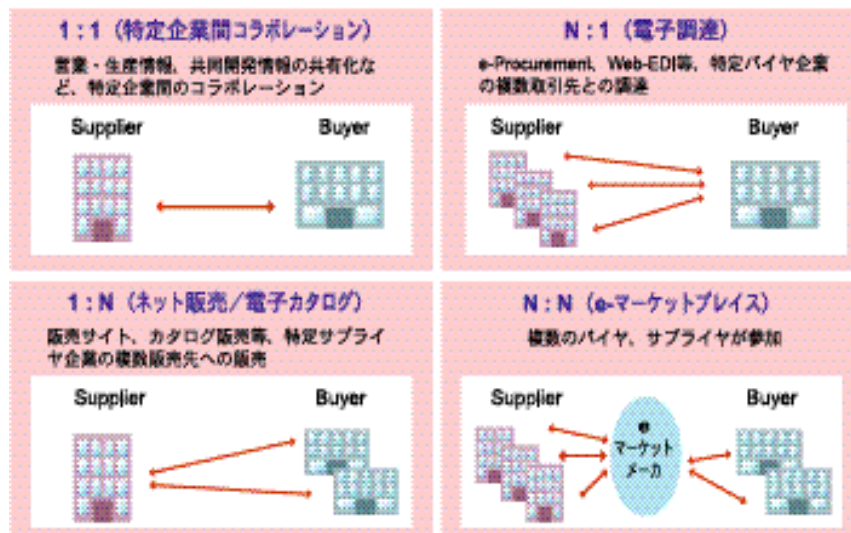 1：1（特定企業間コラボレーション）
営業・生産情報、共同開発情報の共有化な
ど、特定企業間のコラボレーション
Supplier
Buyer
N：1（電子調達）
e-Procurement、Web-EDI等、特定バイヤ企業
の複数取引先との調達
Supplier
Buyer
1：N（ネット販売／電子カタログ）
販売サイト、カタログ販売等、特定サプライ
ヤ企業の複数販売先への販売
Supplier
Buyer
N：N（e-マーケットプレイス）
複数のバイヤ、サプライヤが参加
Supplier
Buyer
e
マーケット
メーカ